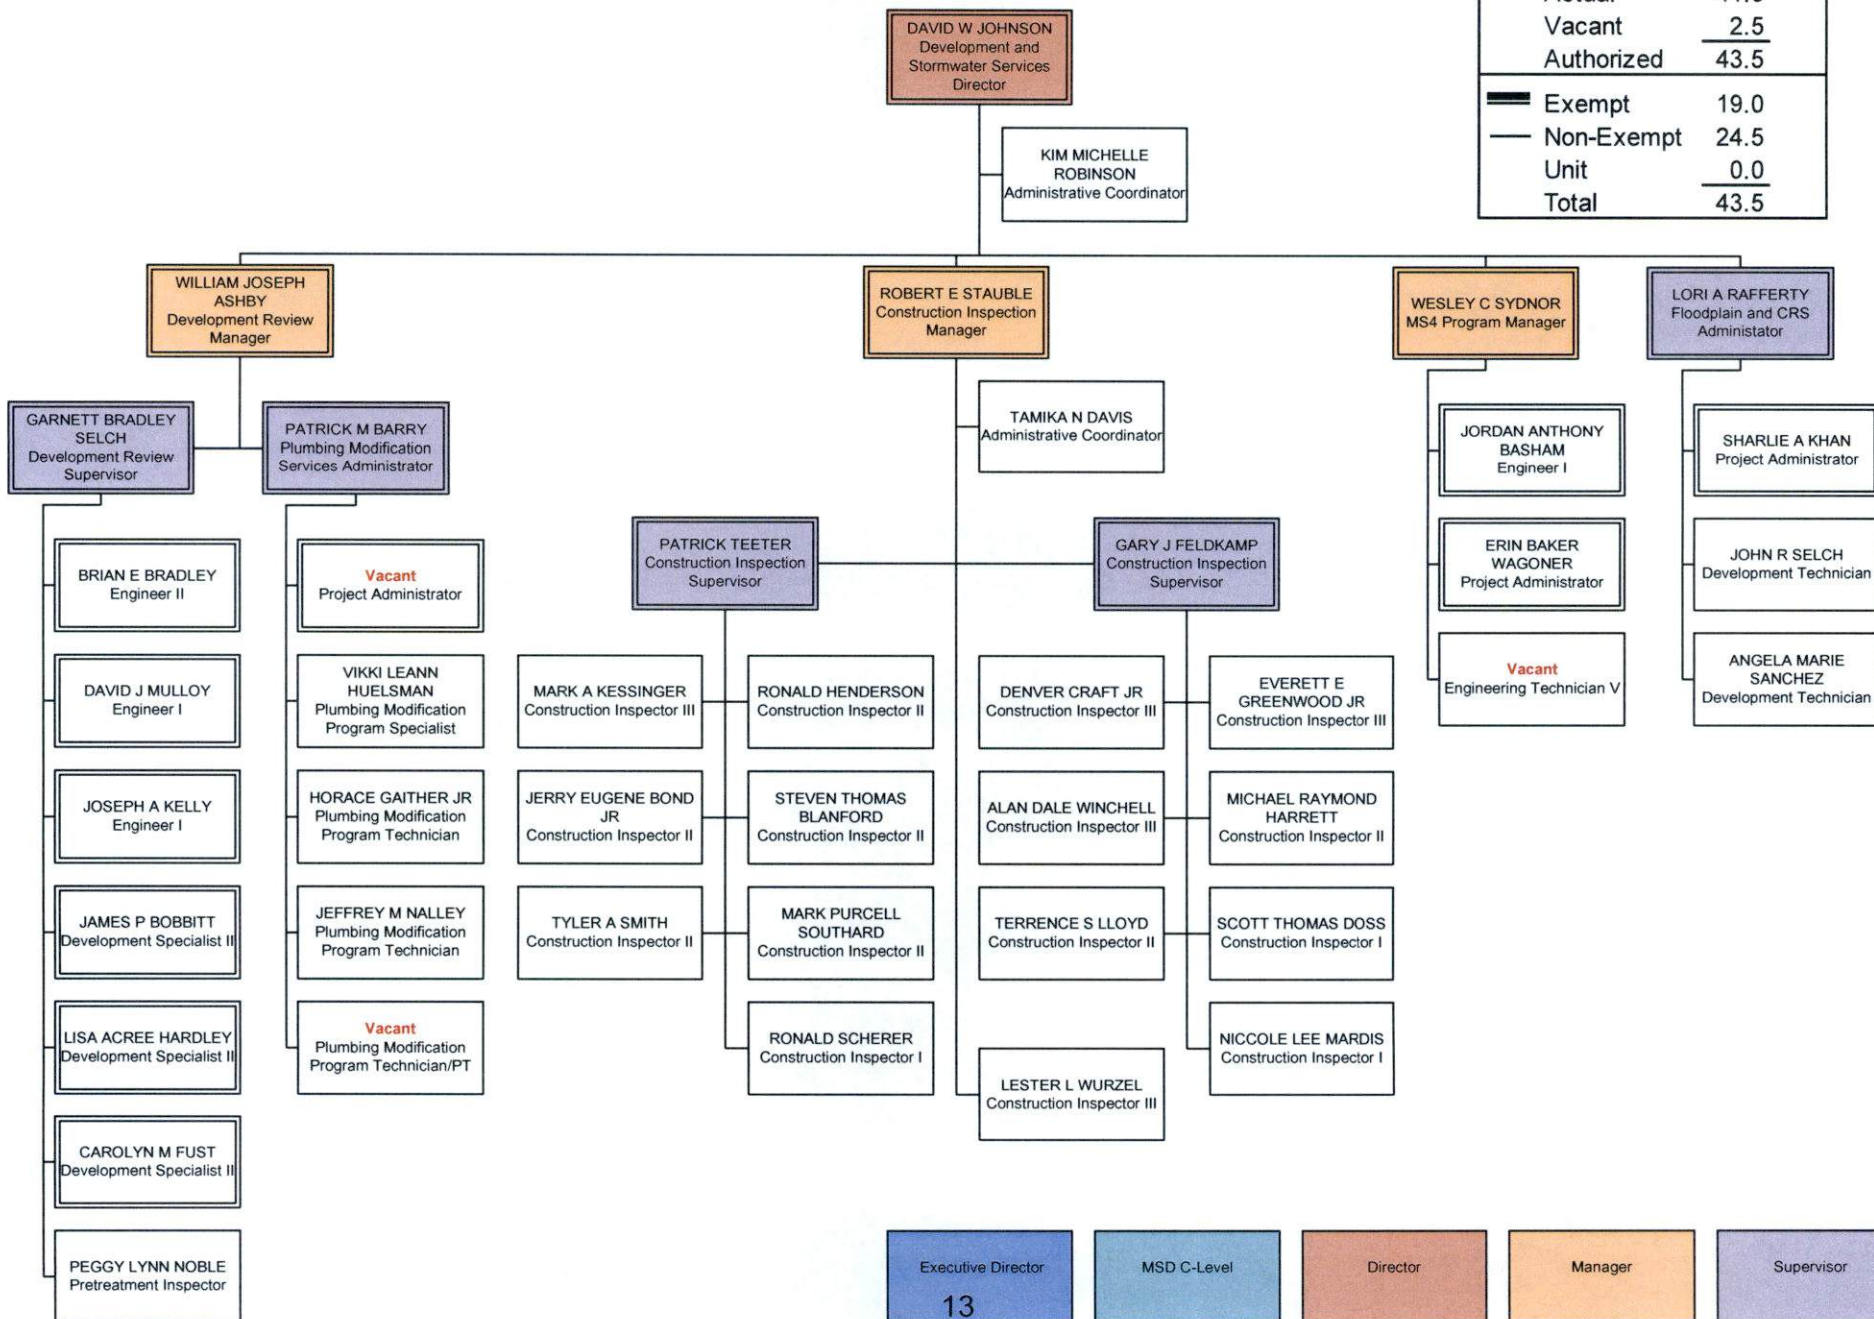 DAVID W JOHNSON
Development and
Stormwater Services
Director
Vacant 2.5
Authorized 43.5
Exempt 19.0
Non-Exempt 24.5
Unit 0.0
Total 43.5
KIM MICHELLE
ROBINSON
Administrative Coordinator
WILLIAM JOSEPH
ASHBY
Development Review
Manager
ROBERT E STAUBLE
Construction Inspection
Manager
WESLEY C SYDNOR
MS4 Program Manager
LORI A RAFFERTY
Floodplain and CRS
Administator
GARNETT BRADLEY
SELCH
Development Review
Supervisor
PATRICK M BARRY
Plumbing Modification
Services Administrator
TAMIKA N DAVIS
Administrative Coordinator
JORDAN ANTHONY
BASHAM
Engineer I
SHARLIE A KHAN
Project Administrator
BRIAN E BRADLEY
Engineer II
Vacant
Project Administrator
PATRICK TEETER
Construction Inspection
Supervisor
GARY J FELDKAMP
Construction Inspection
Supervisor
ERIN BAKER
WAGONER
Project Administrator
JOHN R SELCH
Development Technician
DAVID J MULLOY
Engineer I
VIKKI LEANN
HUELSMAN
Plumbing Modification
Program Specialist
MARK A KESSINGER
Construction Inspector III
RONALD HENDERSON
Construction Inspector II
DENVER CRAFT JR
Construction Inspector III
EVERETT E
GREENWOOD JR
Construction Inspector III
Vacant
Engineering Technician V
ANGELA MARIE
SANCHEZ
Development Technician
JOSEPH A KELLY
Engineer I
HORACE GAITHER JR
Plumbing Modification
Program Technician
JERRY EUGENE BOND
JR
Construction Inspector II
STEVEN THOMAS
BLANFORD
Construction Inspector II
ALAN DALE WINCHELL
Construction Inspector III
MICHAEL RAYMOND
HARRETT
Construction Inspector II
JAMES P BOBBITT
Development Specialist II
JEFFREY M NALLEY
Plumbing Modification
Program Technician
TYLER A SMITH
Construction Inspector II
MARK PURCELL
SOUTHARD
Construction Inspector II
TERRENCE S LLOYD
Construction Inspector II
SCOTT THOMAS DOSS
Construction Inspector I
LISA ACREE HARDLEY
Development Specialist II
Vacant
Plumbing Modification
Program Technician/PT
RONALD SCHERER
Construction Inspector I
LESTER L WURZEL
Construction Inspector III
NICCOLE LEE MARDIS
Construction Inspector I
CAROLYN M FUST
Development Specialist II
PEGGY LYNN NOBLE
Pretreatment Inspector
Executive Director
MSD C-Level
Director
Manager
Supervisor
13